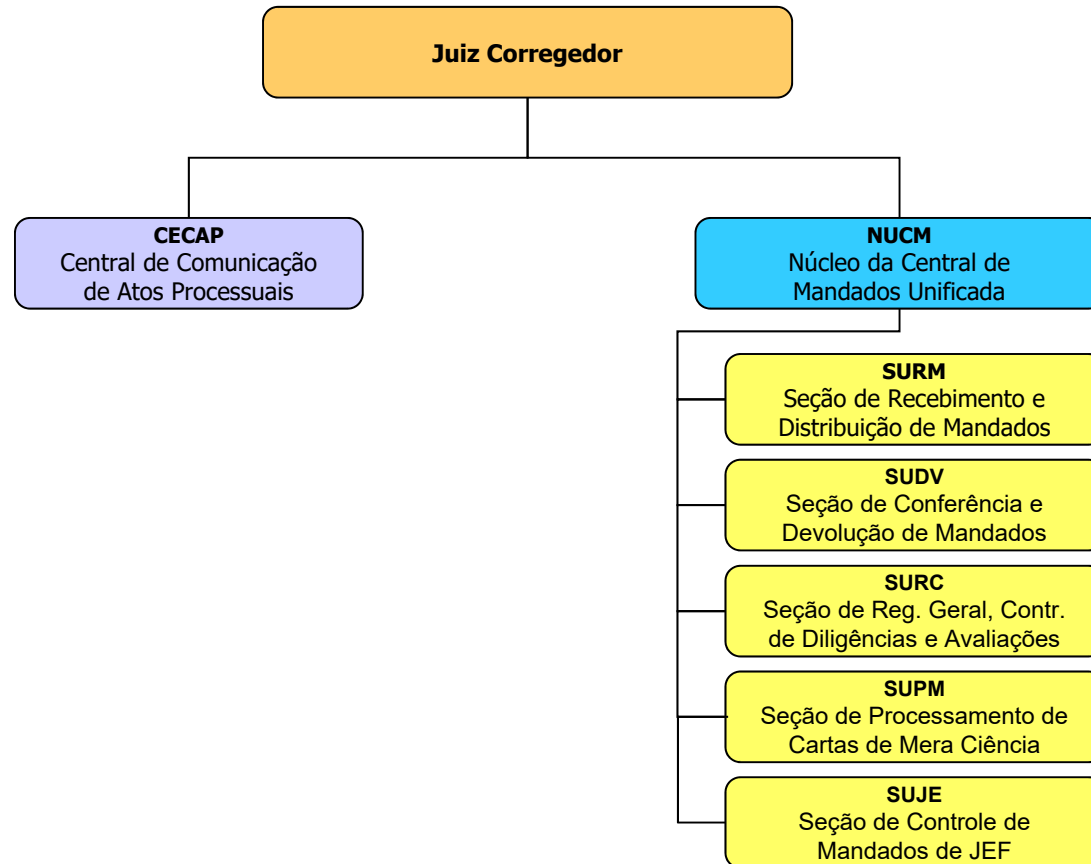 Juiz Corregedor
CECAP
Central de Comunicação
de Atos Processuais
NUCM
Núcleo da Central de
Mandados Unificada
SURM
Seção de Recebimento e
Distribuição de Mandados
SUDV
Seção de Conferência e
Devolução de Mandados
SURC
Seção de Reg. Geral, Contr.
de Diligências e Avaliações
SUPM
Seção de Processamento de
Cartas de Mera Ciência
SUJE
Seção de Controle de
Mandados de JEF